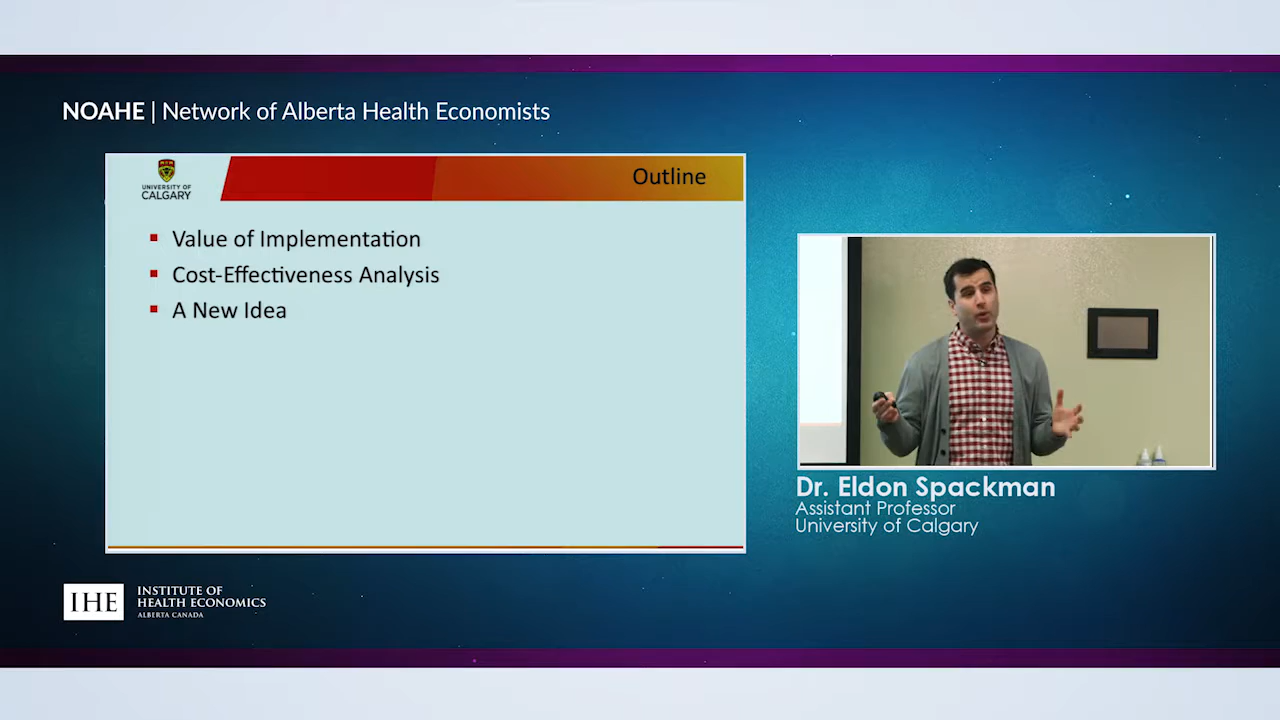 NOAHE | Network of Alberta Health Economists
UNIVERSITY OF
CALGARY
Outline
Value of Implementation
Cost-Effectiveness Analysis
A New Idea
Dr. Eldon Spackman
Assistant Professor
University of Calgary
IHE
INSTITUTE OF
HEALTH ECONOMICS
ALBERTA CANADA